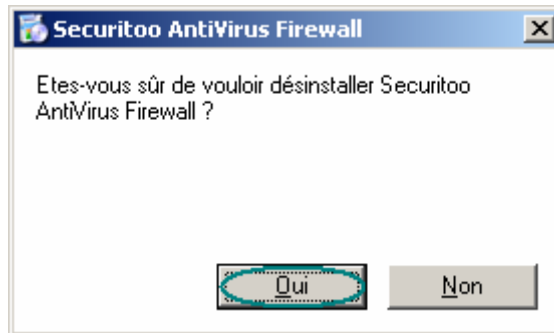 Securitoo AntiVirus Firewall
Etes-vous sûr de vouloir désinstaller Securitoo
AntiVirus Firewall ?
Oui
Non